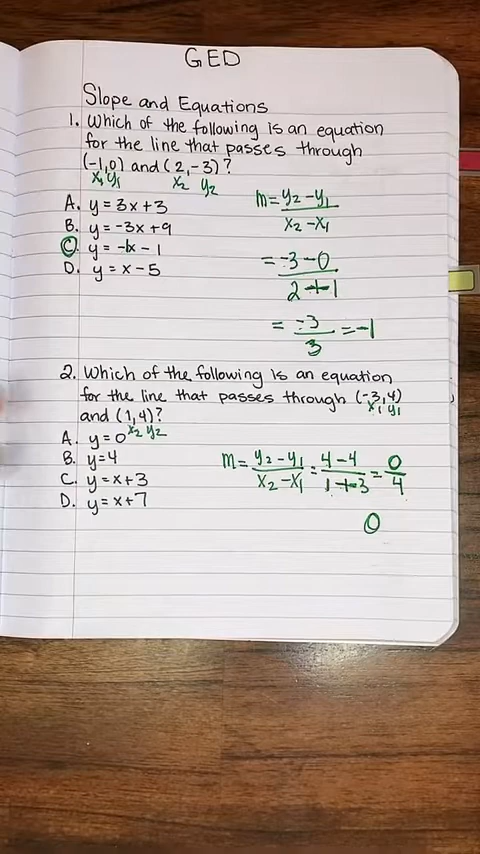 GED
Slope and Equations
1. Which of the following is an equation
for the line that passes through
(-1,0) and (2,-3)?
x₁ y₁ x₂ y₂
A. y = 3x+3
B. y = -3x+9
C. y = -1x - 1
D. y = x - 5
m = y₂ - y₁ / x₂ - x₁
= -3 - 0 / 2 + 1
= -3 / 3 = -1
2. Which of the following is an equation
for the line that passes through (-3,4)
x₁ y₁
and (1,4)?
x₂ y₂
A. y = 0
B. y = 4
C. y = x + 3
D. y = x + 7
m = y₂ - y₁ / x₂ - x₁ = 4 - 4 / 1 + 3 = 0 / 4
0